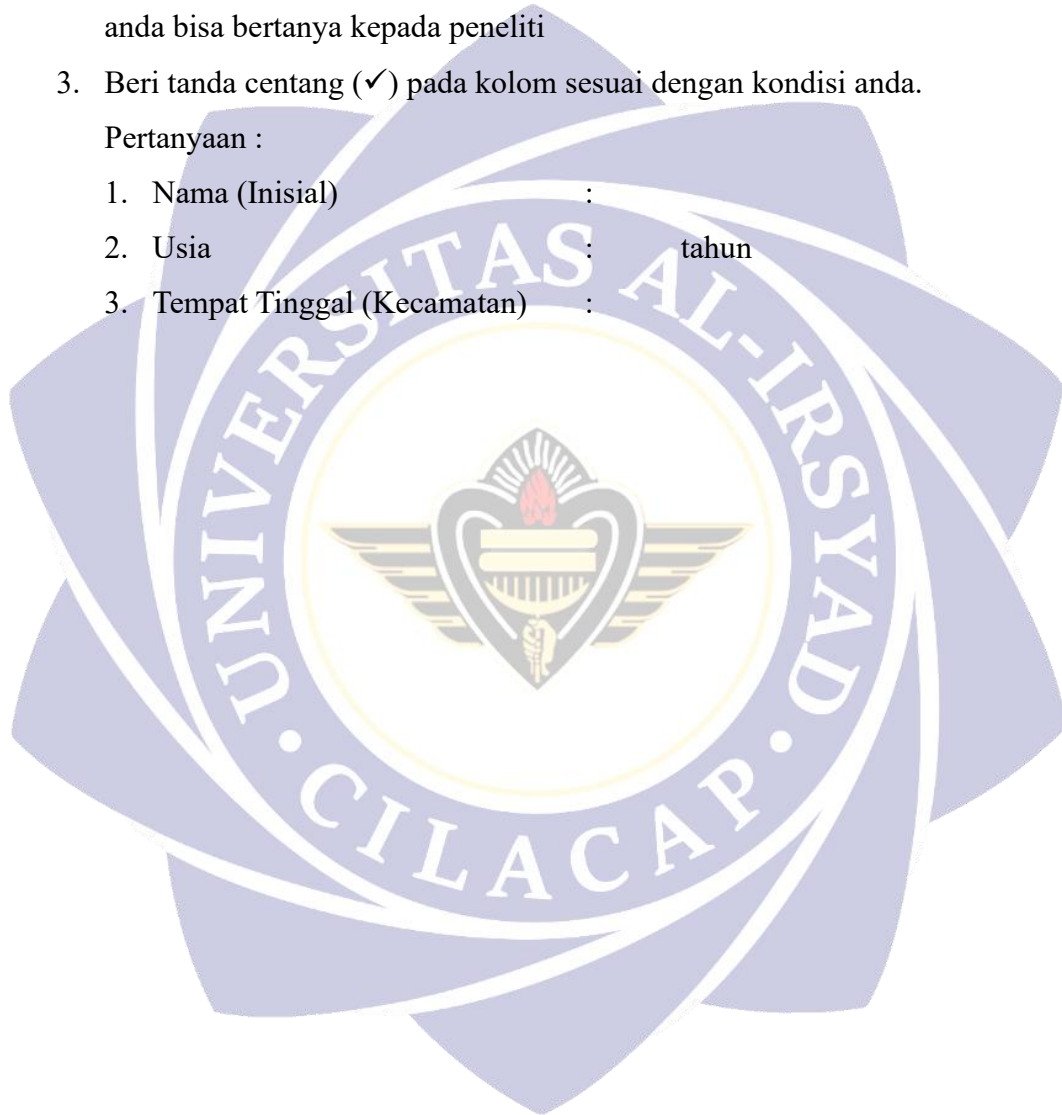 anda bisa bertanya kepada peneliti
3. Beri tanda centang (✓) pada kolom sesuai dengan kondisi anda.
Pertanyaan :
1. Nama (Inisial) :
2. Usia : tahun
3. Tempat Tinggal (Kecamatan) :
UNIVERSITAS AL-IRSYAD
• CILACAP •